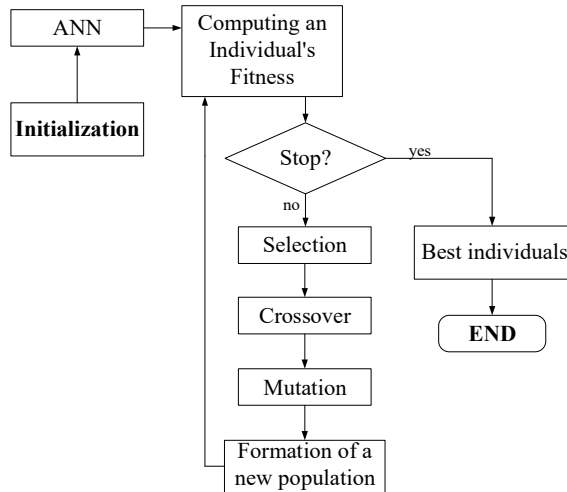 ANN
Computing an
Individual's
Fitness
Initialization
Stop?
yes
no
Selection
Best individuals
Crossover
END
Mutation
Formation of a
new population